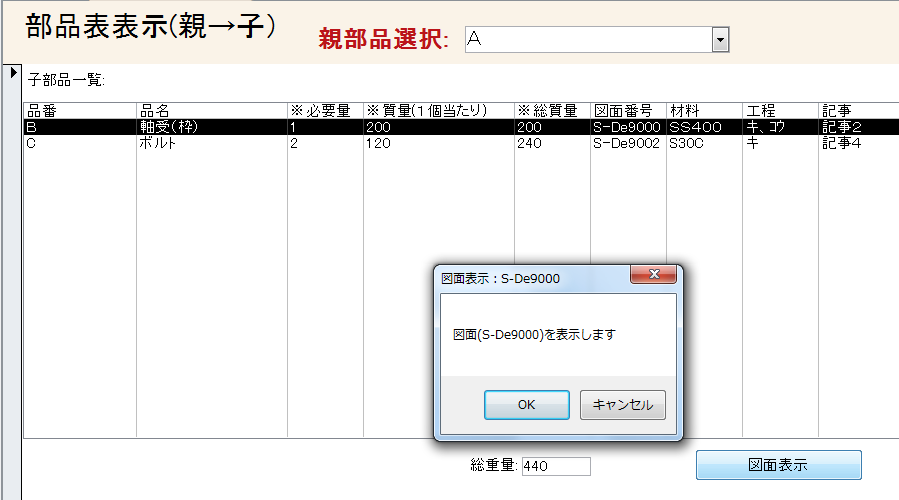 部品表表示(親→子)
親部品選択: A
子部品一覧:
品番 品名 ※必要量 ※質量(1個当たり) ※総質量 図面番号 材料 工程 記事
B 軸受(枠) 1 200 200 S-De9000 SS400 キ、コウ 記事2
C ボルト 2 120 240 S-De9002 S30C キ 記事4
図面表示:S-De9000
図面(S-De9000)を表示します
OK キャンセル
総重量: 440 図面表示